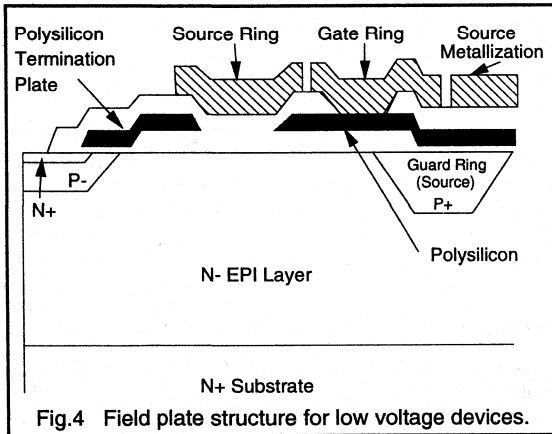 Polysilicon
Termination
Plate
Source Ring
Gate Ring
Source
Metallization
P-
N+
Guard Ring
(Source)
P+
Polysilicon
N- EPI Layer
N+ Substrate
Fig.4 Field plate structure for low voltage devices.